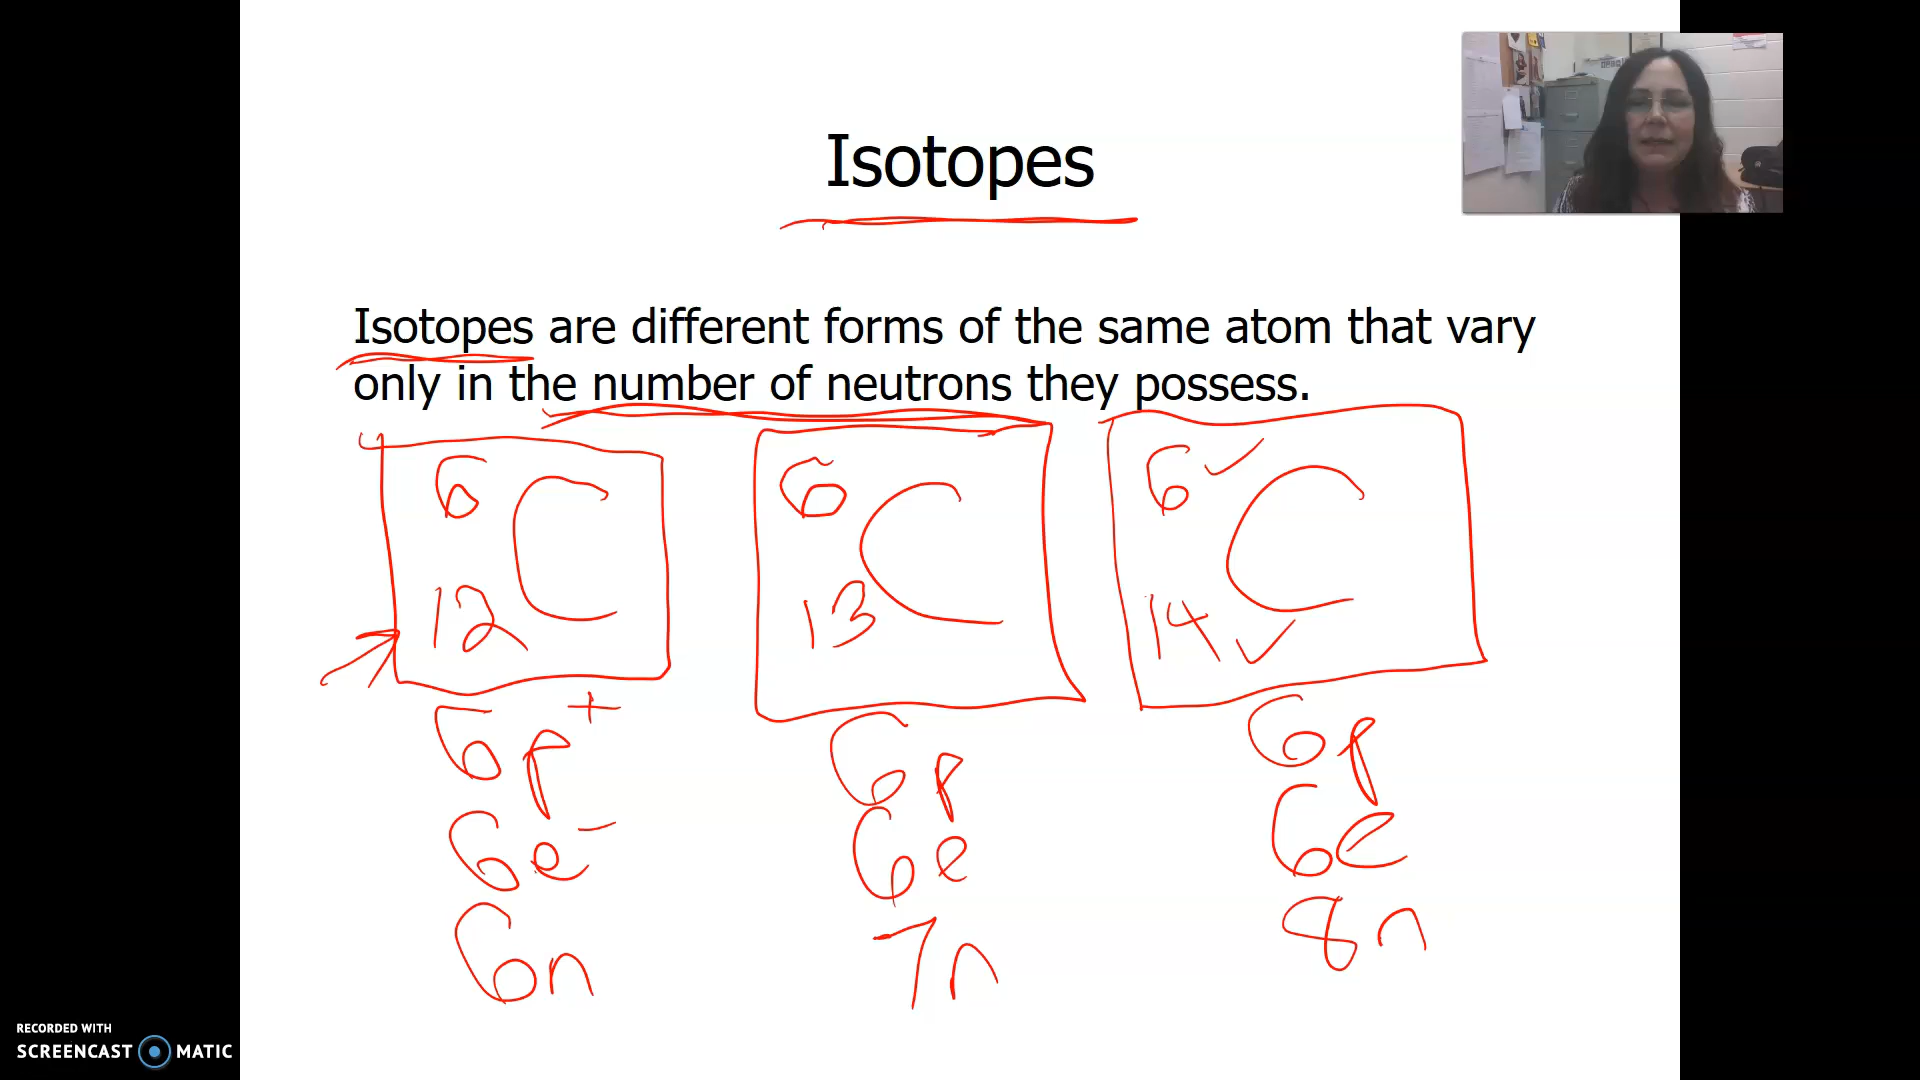 Isotopes
Isotopes are different forms of the same atom that vary
only in the number of neutrons they possess.
6 C
12
6 C
13
6 ✓ C
14 ✓
6p+
6e-
6n
6p
6e
7n
6p
6e
8n
RECORDED WITH
SCREENCAST MATIC